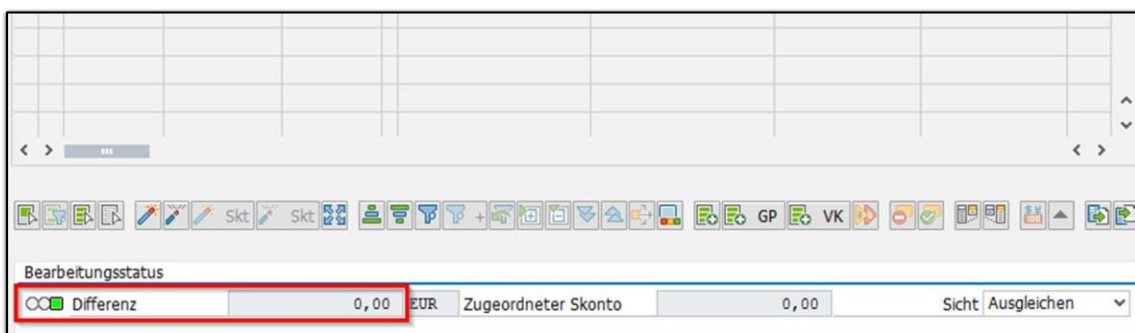 Skt Skt + GP VK
Bearbeitungsstatus
Differenz 0,00 EUR Zugeordneter Skonto 0,00 Sicht Ausgleichen